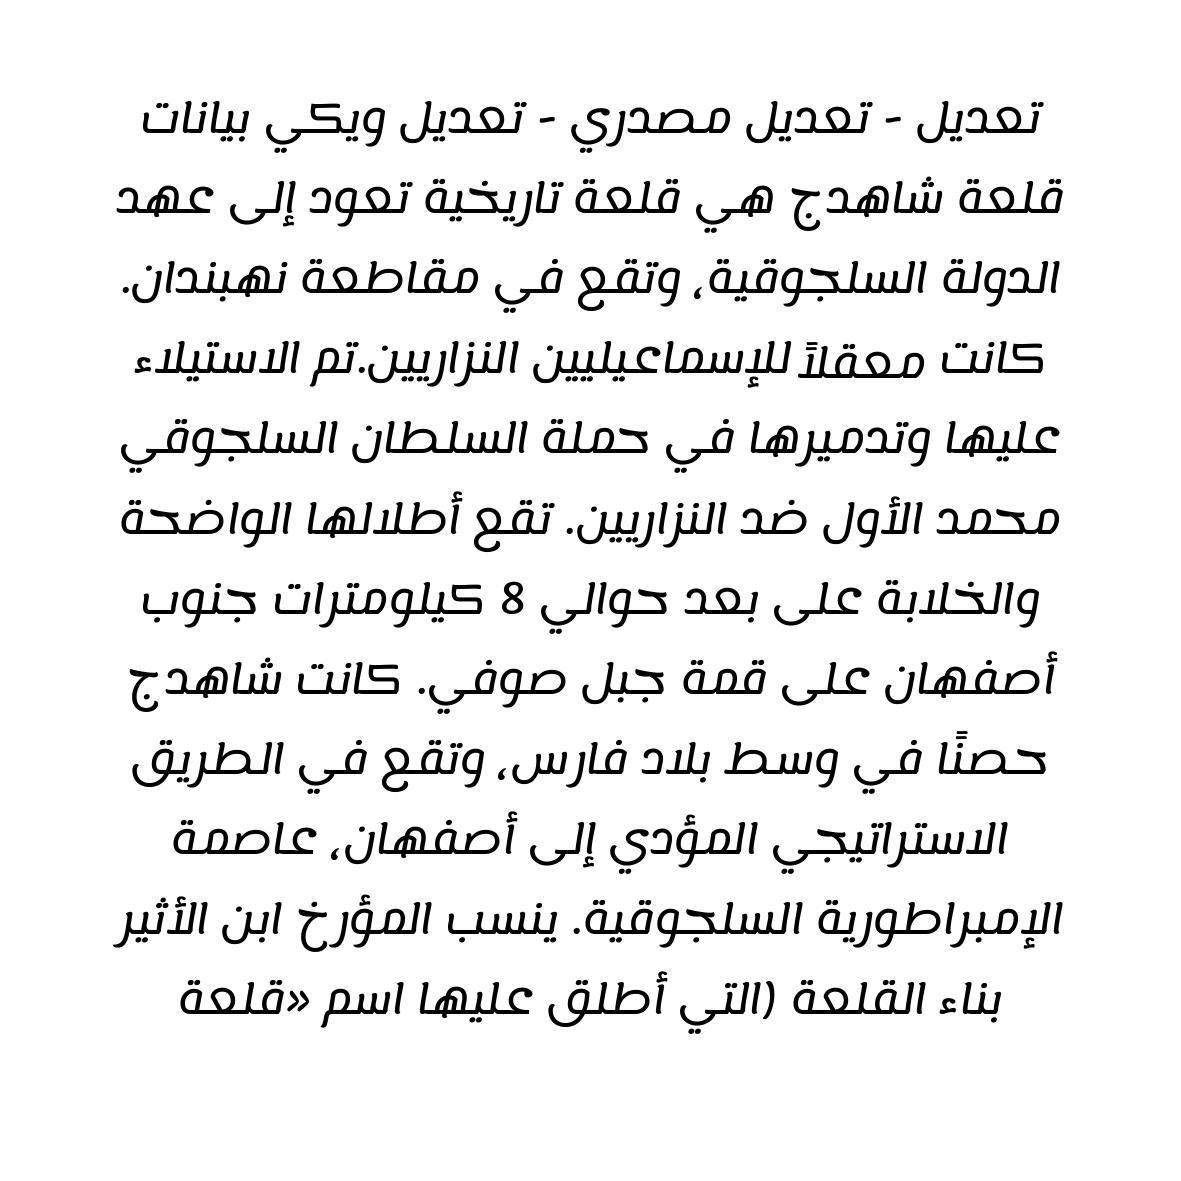 تعديل - تعديل مصدري - تعديل ويكي بيانات
قلعة شاهدج هي قلعة تاريخية تعود إلى عهد
الدولة السلجوقية، وتقع في مقاطعة نهبندان.
كانت معقلاً للإسماعيليين النزاريين.تم الاستيلاء
عليها وتدميرها في حملة السلطان السلجوقي
محمد الأول ضد النزاريين. تقع أطلالها الواضحة
والخلابة على بعد حوالي 8 كيلومترات جنوب
أصفهان على قمة جبل صوفي. كانت شاهدج
حصنًا في وسط بلاد فارس، وتقع في الطريق
الاستراتيجي المؤدي إلى أصفهان، عاصمة
الإمبراطورية السلجوقية. ينسب المؤرخ ابن الأثير
بناء القلعة (التي أطلق عليها اسم «قلعة